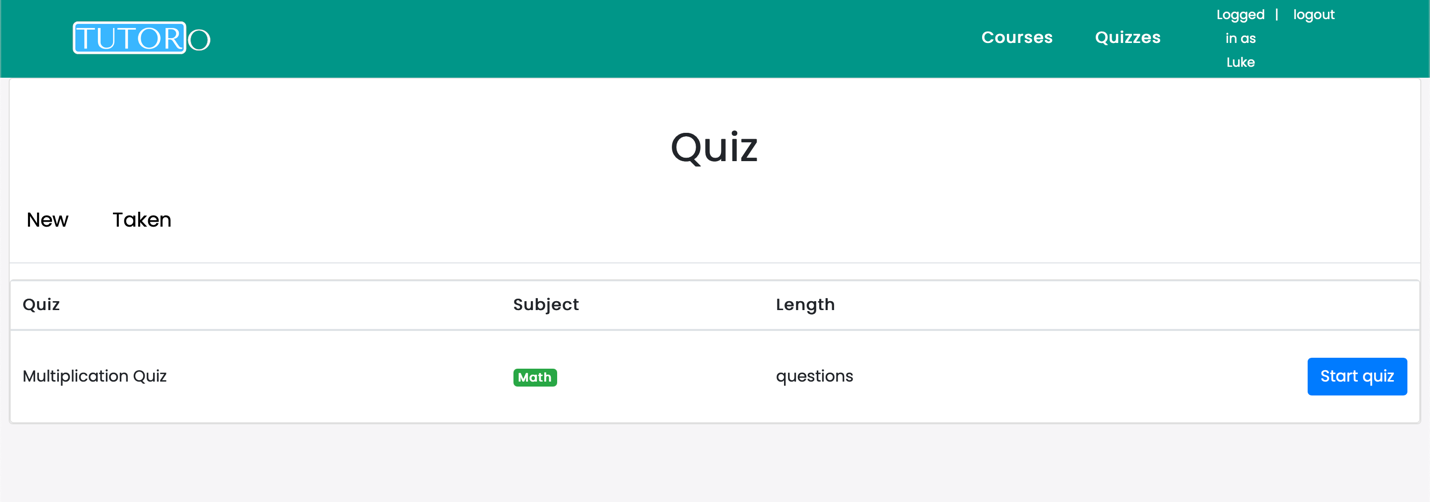 TUTORO
Courses Quizzes
Logged | logout
in as
Luke
Quiz
New Taken
Quiz Subject Length
Multiplication Quiz Math questions Start quiz